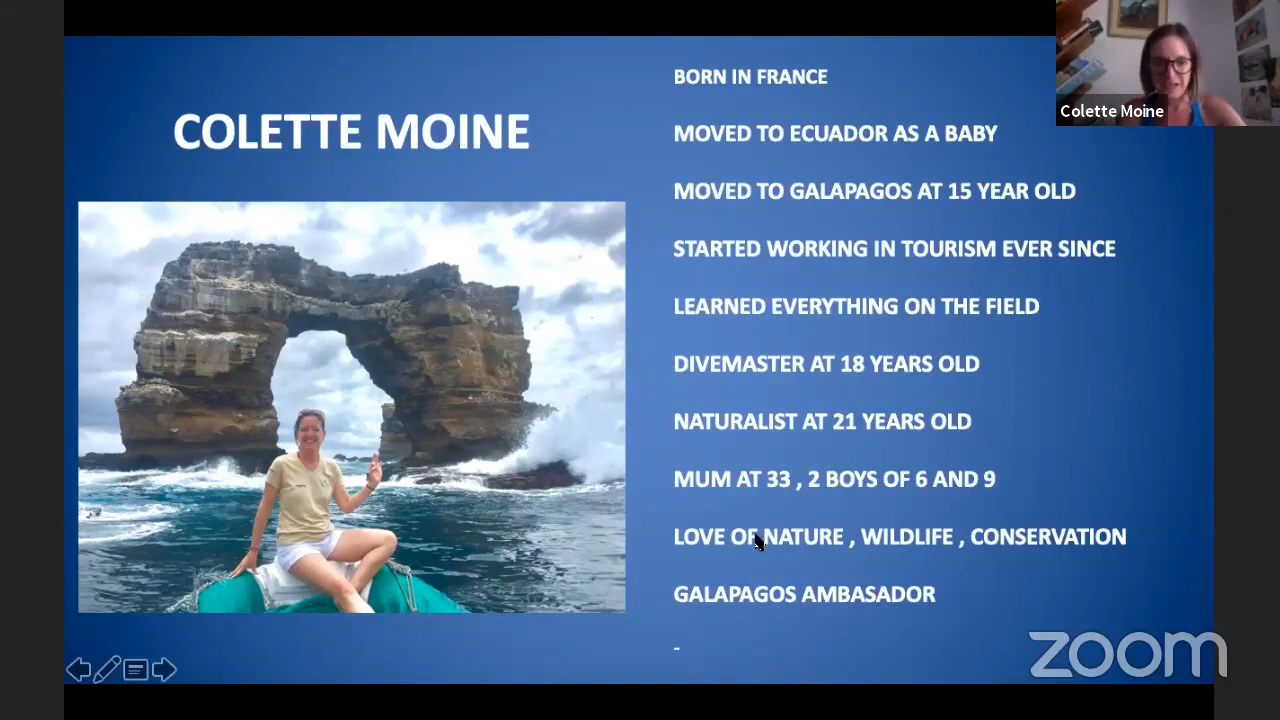 COLETTE MOINE
BORN IN FRANCE
MOVED TO ECUADOR AS A BABY
MOVED TO GALAPAGOS AT 15 YEAR OLD
STARTED WORKING IN TOURISM EVER SINCE
LEARNED EVERYTHING ON THE FIELD
DIVEMASTER AT 18 YEARS OLD
NATURALIST AT 21 YEARS OLD
MUM AT 33 , 2 BOYS OF 6 AND 9
LOVE OF NATURE , WILDLIFE , CONSERVATION
GALAPAGOS AMBASADOR
-
Colette Moine
zoom